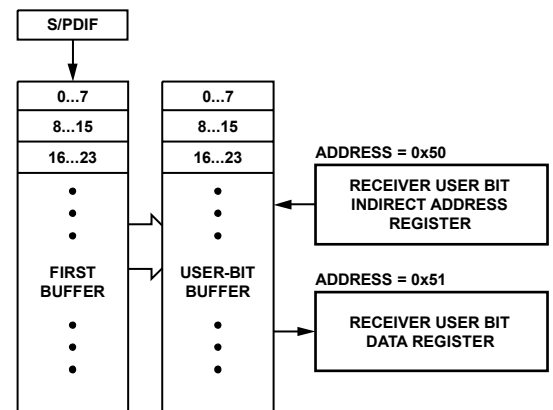 S/PDIF
0...7
8...15
16...23
FIRST
BUFFER
0...7
8...15
16...23
USER-BIT
BUFFER
ADDRESS = 0x50
RECEIVER USER BIT
INDIRECT ADDRESS
REGISTER
ADDRESS = 0x51
RECEIVER USER BIT
DATA REGISTER